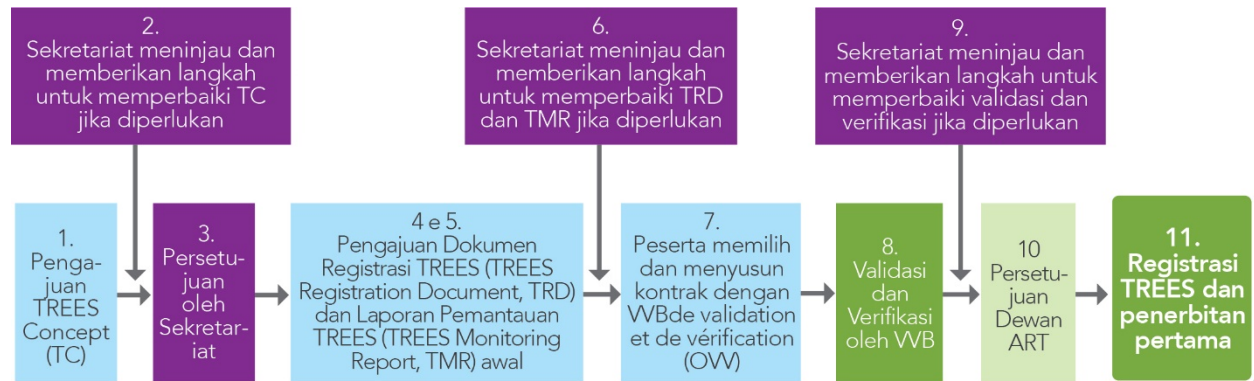 2.
Sekretariat meninjau dan
memberikan langkah
untuk memperbaiki TC
jika diperlukan
6.
Sekretariat meninjau dan
memberikan langkah
untuk memperbaiki TRD
dan TMR jika diperlukan
9.
Sekretariat meninjau dan
memberikan langkah untuk
memperbaiki validasi dan
verifikasi jika diperlukan
1.
Penga-
juan
TREES
Concept
(TC)
3.
Persetu-
juan
oleh
Sekretar-
iat
4 e 5.
Pengajuan Dokumen
Registrasi TREES (TREES
Registration Document, TRD)
dan Laporan Pemantauan
TREES (TREES Monitoring
Report, TMR) awal
7.
Peserta memilih
dan menyusun
kontrak dengan
VVBde validation
et de vérification
(OVV)
8.
Validasi
dan
Verifikasi
oleh VVB
10
Persetu-
juan
Dewan
ART
11.
Registrasi
TREES dan
penerbitan
pertama